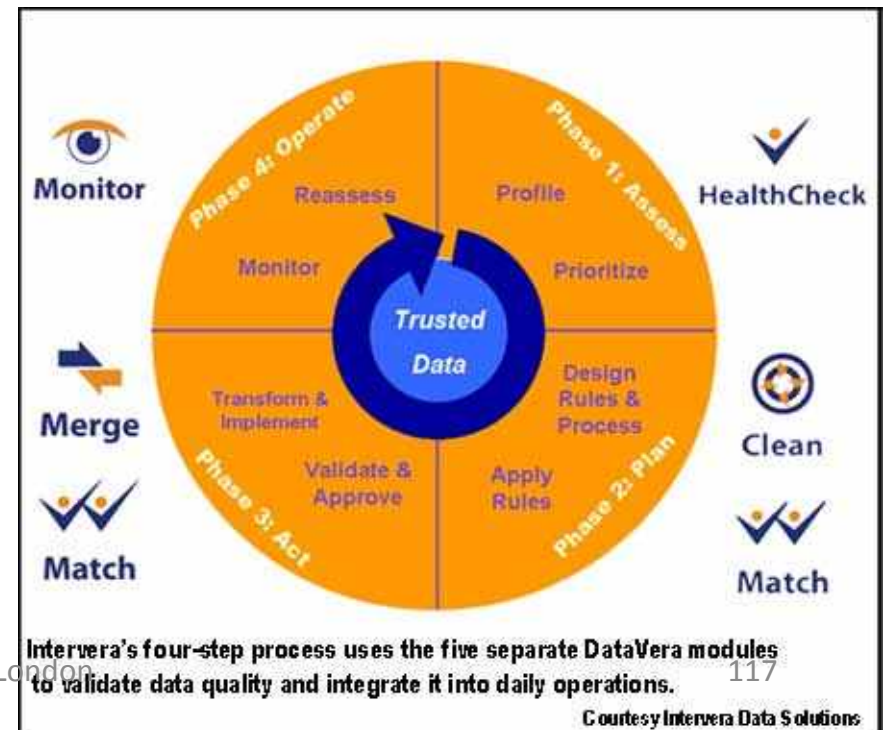 Phase 4: Operate
Phase 1: Assess
Monitor
HealthCheck
Reassess
Profile
Monitor
Prioritize
Trusted
Data
Merge
Match
Transform &
Implement
Validate &
Approve
Design
Rules &
Process
Apply
Rules
Clean
Match
Phase 3: Act
Phase 2: Plan
Intervera's four-step process uses the five separate DataVera modules
to validate data quality and integrate it into daily operations.
London
117
Courtesy Intervera Data Solutions